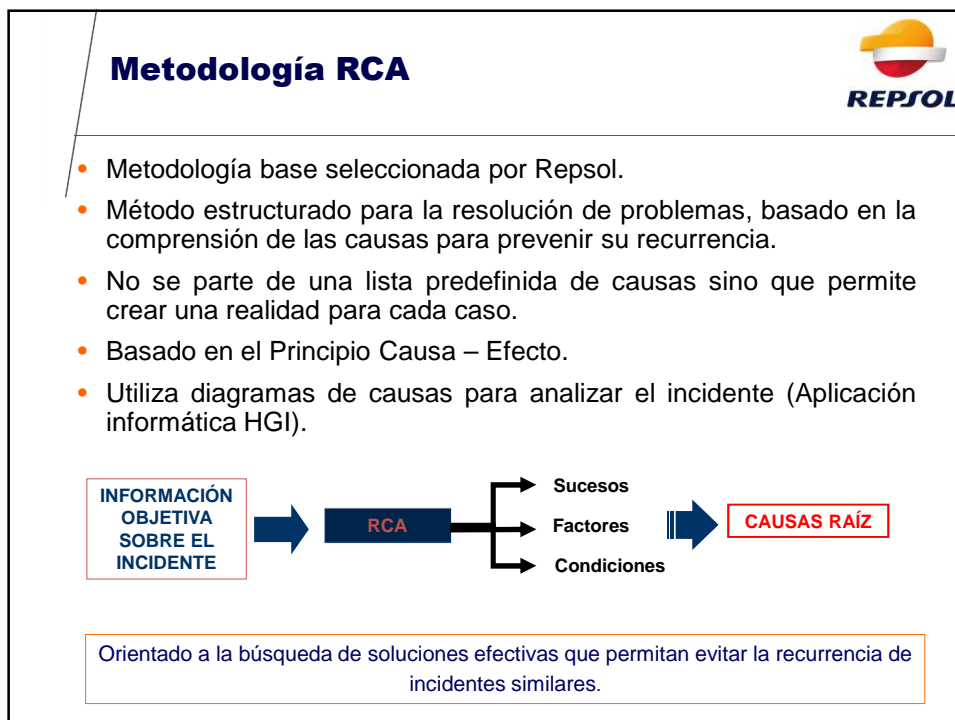 Metodología RCA
REPSOL
• Metodología base seleccionada por Repsol.
• Método estructurado para la resolución de problemas, basado en la
comprensión de las causas para prevenir su recurrencia.
• No se parte de una lista predefinida de causas sino que permite
crear una realidad para cada caso.
• Basado en el Principio Causa – Efecto.
• Utiliza diagramas de causas para analizar el incidente (Aplicación
informática HGI).
INFORMACIÓN
OBJETIVA
SOBRE EL
INCIDENTE
RCA
Sucesos
Factores
Condiciones
CAUSAS RAÍZ
Orientado a la búsqueda de soluciones efectivas que permitan evitar la recurrencia de
incidentes similares.